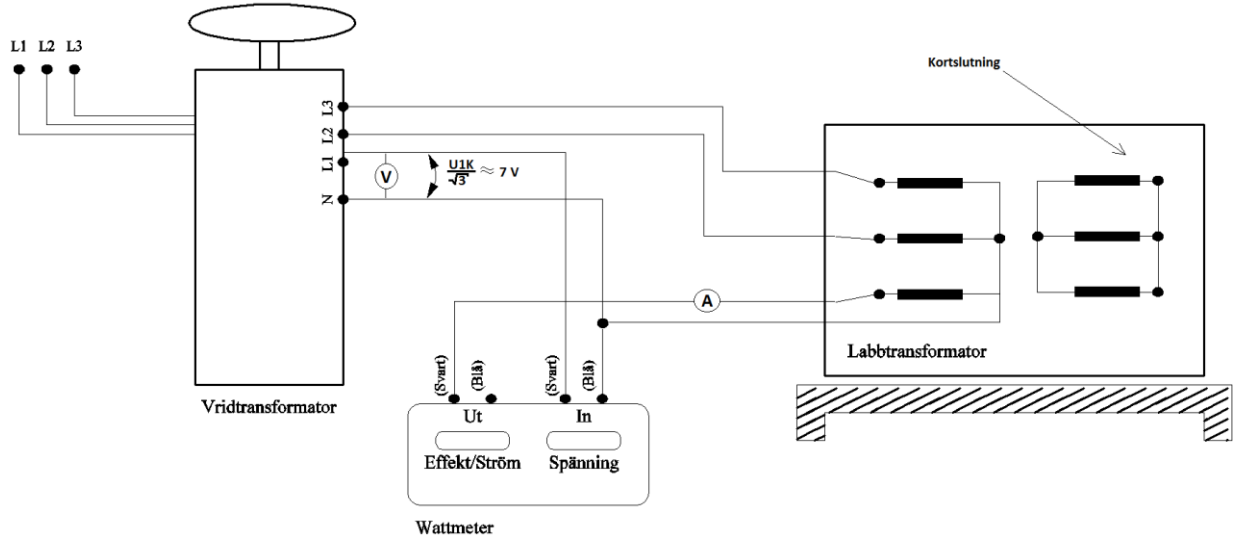 L1 L2 L3
Kortslutning
L3
L2
L1
N
V
U1K
√3
≈ 7 V
A
Labbtransformator
Vridtransformator
(Svart)
(Blå)
(Svart)
(Blå)
Ut
In
Effekt/Ström
Spänning
Wattmeter